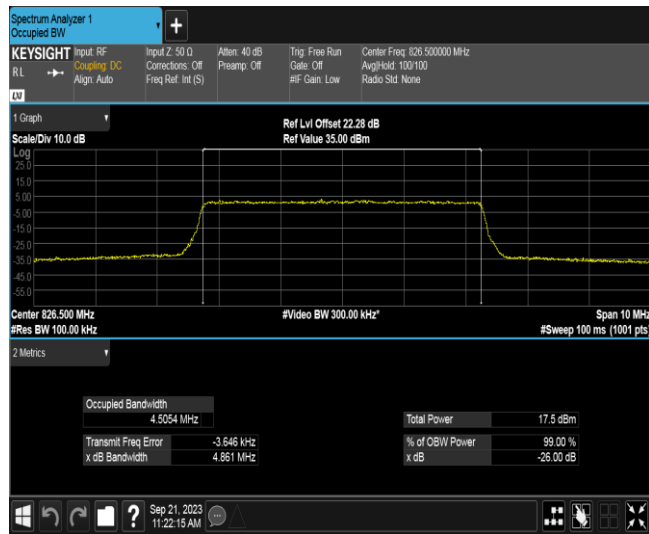 Spectrum Analyzer 1
Occupied BW
+
KEYSIGHT
RL
LXI
Input: RF
Coupling: DC
Align: Auto
Input Z: 50 Ω
Corrections: Off
Freq Ref: Int (S)
Atten: 40 dB
Preamp: Off
Trig: Free Run
Gate: Off
#IF Gain: Low
Center Freq: 826.500000 MHz
Avg|Hold: 100/100
Radio Std: None
1 Graph
Scale/Div 10.0 dB
Ref Lvl Offset 22.28 dB
Ref Value 35.00 dBm
Log
25.0
15.0
5.00
-5.00
-15.0
-25.0
-35.0
-45.0
-55.0
Center 826.500 MHz
#Res BW 100.00 kHz
#Video BW 300.00 kHz*
Span 10 MHz
#Sweep 100 ms (1001 pts)
2 Metrics
Occupied Bandwidth
4.5054 MHz
Transmit Freq Error -3.646 kHz
x dB Bandwidth 4.861 MHz
Total Power 17.5 dBm
% of OBW Power 99.00 %
x dB -26.00 dB
?
Sep 21, 2023
11:22:15 AM